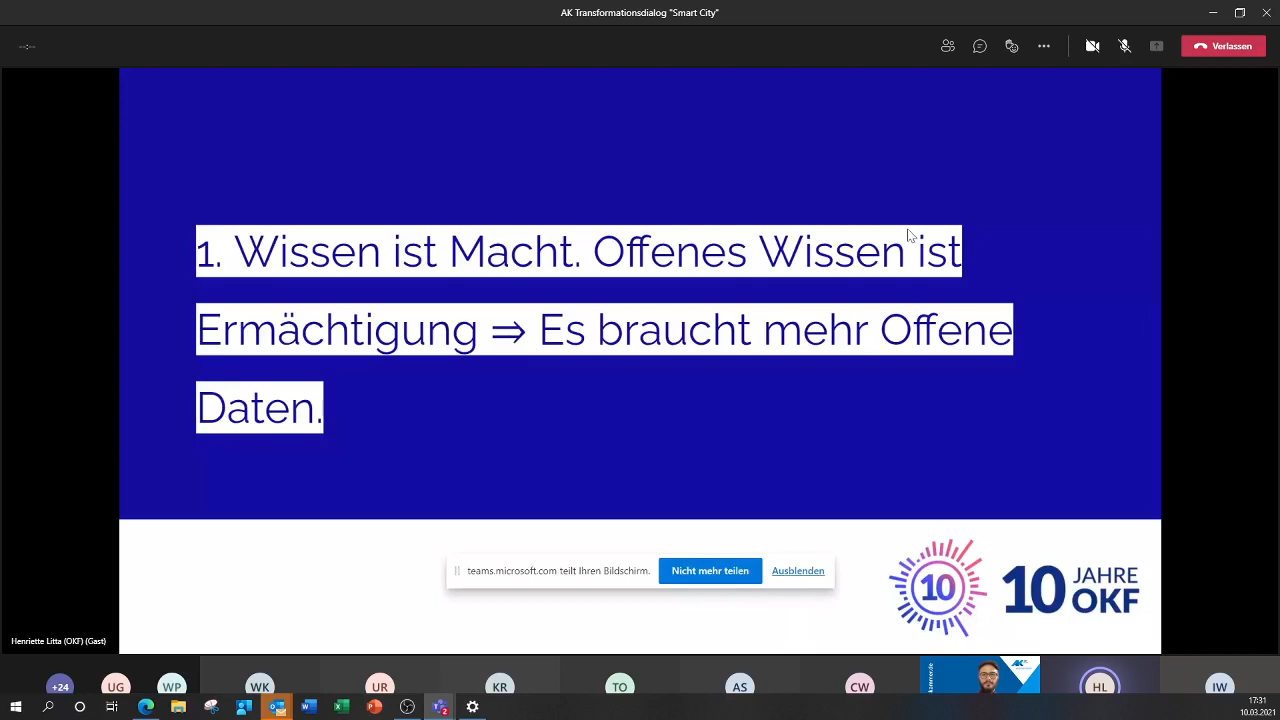 AK Transformationsdialog "Smart City"
--:--
Verlassen
1. Wissen ist Macht. Offenes Wissen ist
Ermächtigung ⇒ Es braucht mehr Offene
Daten.
teams.microsoft.com teilt Ihren Bildschirm.
Nicht mehr teilen
Ausblenden
10
10 JAHRE
OKF
Henriette Litta (OKF) (Gast)
+24
UG
WP
WK
UR
KR
TO
AS
CW
AK
HL
IW
17:31
10.03.2021